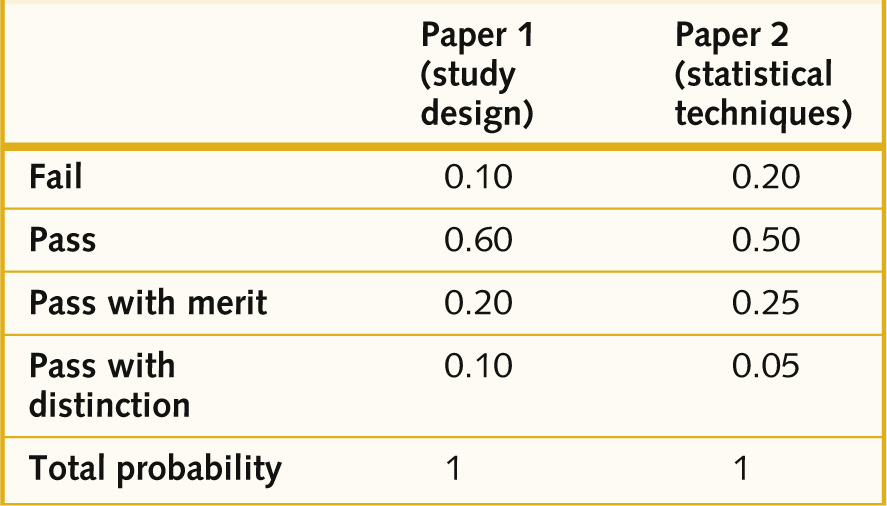 Paper 1 Paper 2
(study (statistical
design) techniques)
Fail 0.10 0.20
Pass 0.60 0.50
Pass with merit 0.20 0.25
Pass with 0.10 0.05
distinction
Total probability 1 1